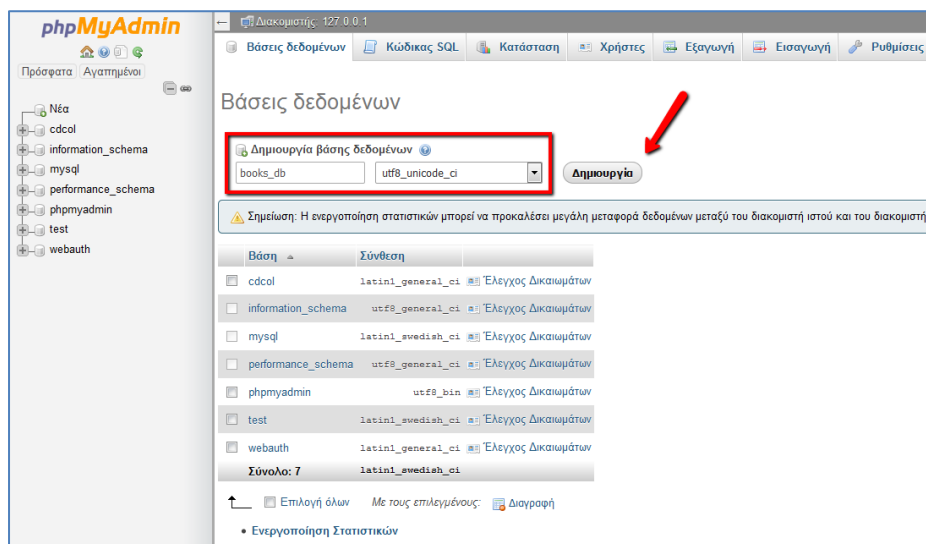 phpMyAdmin
Πρόσφατα Αγαπημένοι
Νέα
cdcol
information_schema
mysql
performance_schema
phpmyadmin
test
webauth
Διακομιστής: 127.0.0.1
Βάσεις δεδομένων Κώδικας SQL Κατάσταση Χρήστες Εξαγωγή Εισαγωγή Ρυθμίσεις
Βάσεις δεδομένων
Δημιουργία βάσης δεδομένων
books_db utf8_unicode_ci Δημιουργία
Σημείωση: Η ενεργοποίηση στατιστικών μπορεί να προκαλέσει μεγάλη μεταφορά δεδομένων μεταξύ του διακομιστή ιστού και του διακομιστή
Βάση Σύνθεση
cdcol latin1_general_ci Έλεγχος Δικαιωμάτων
information_schema utf8_general_ci Έλεγχος Δικαιωμάτων
mysql latin1_swedish_ci Έλεγχος Δικαιωμάτων
performance_schema utf8_general_ci Έλεγχος Δικαιωμάτων
phpmyadmin utf8_bin Έλεγχος Δικαιωμάτων
test latin1_swedish_ci Έλεγχος Δικαιωμάτων
webauth latin1_general_ci Έλεγχος Δικαιωμάτων
Σύνολο: 7 latin1_swedish_ci
Επιλογή όλων Με τους επιλεγμένους: Διαγραφή
• Ενεργοποίηση Στατιστικών